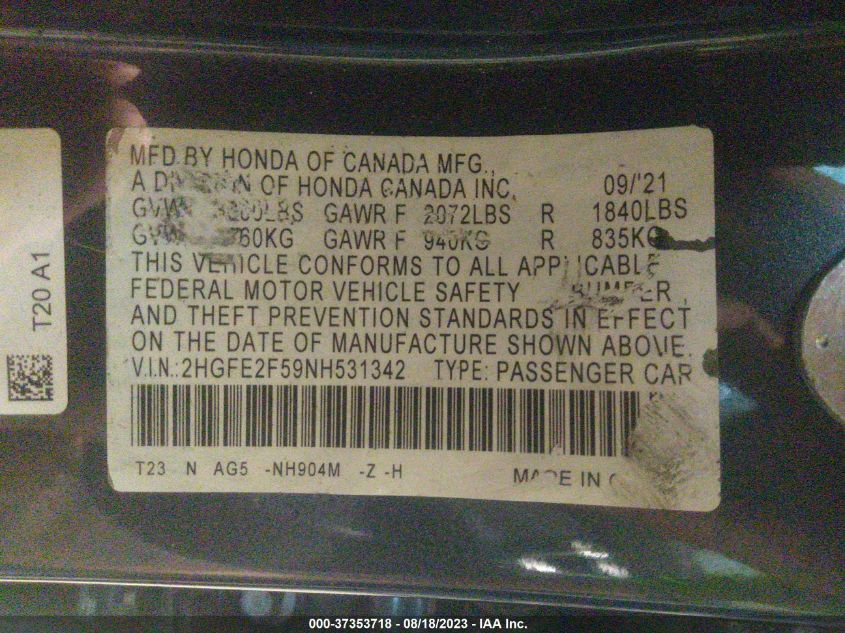 MFD BY HONDA OF CANADA MFG.,
A OF HONDA CANADA INC. 09/'21
GAWR F 2072LBS R 1840LBS
GAWR F 940KG R 835KG
THIS VEHICLE CONFORMS TO ALL APPLICABLE
FEDERAL MOTOR VEHICLE SAFETY BUMPER
AND THEFT PREVENTION STANDARDS IN EFFECT
ON THE DATE OF MANUFACTURE SHOWN ABOVE.
V.I.N.:2HGFE2F59NH531342 TYPE: PASSENGER CAR
T23 N AG5 -NH904M -Z -H MADE IN
T20 A1
000-37353718 - 08/18/2023 - IAA Inc.